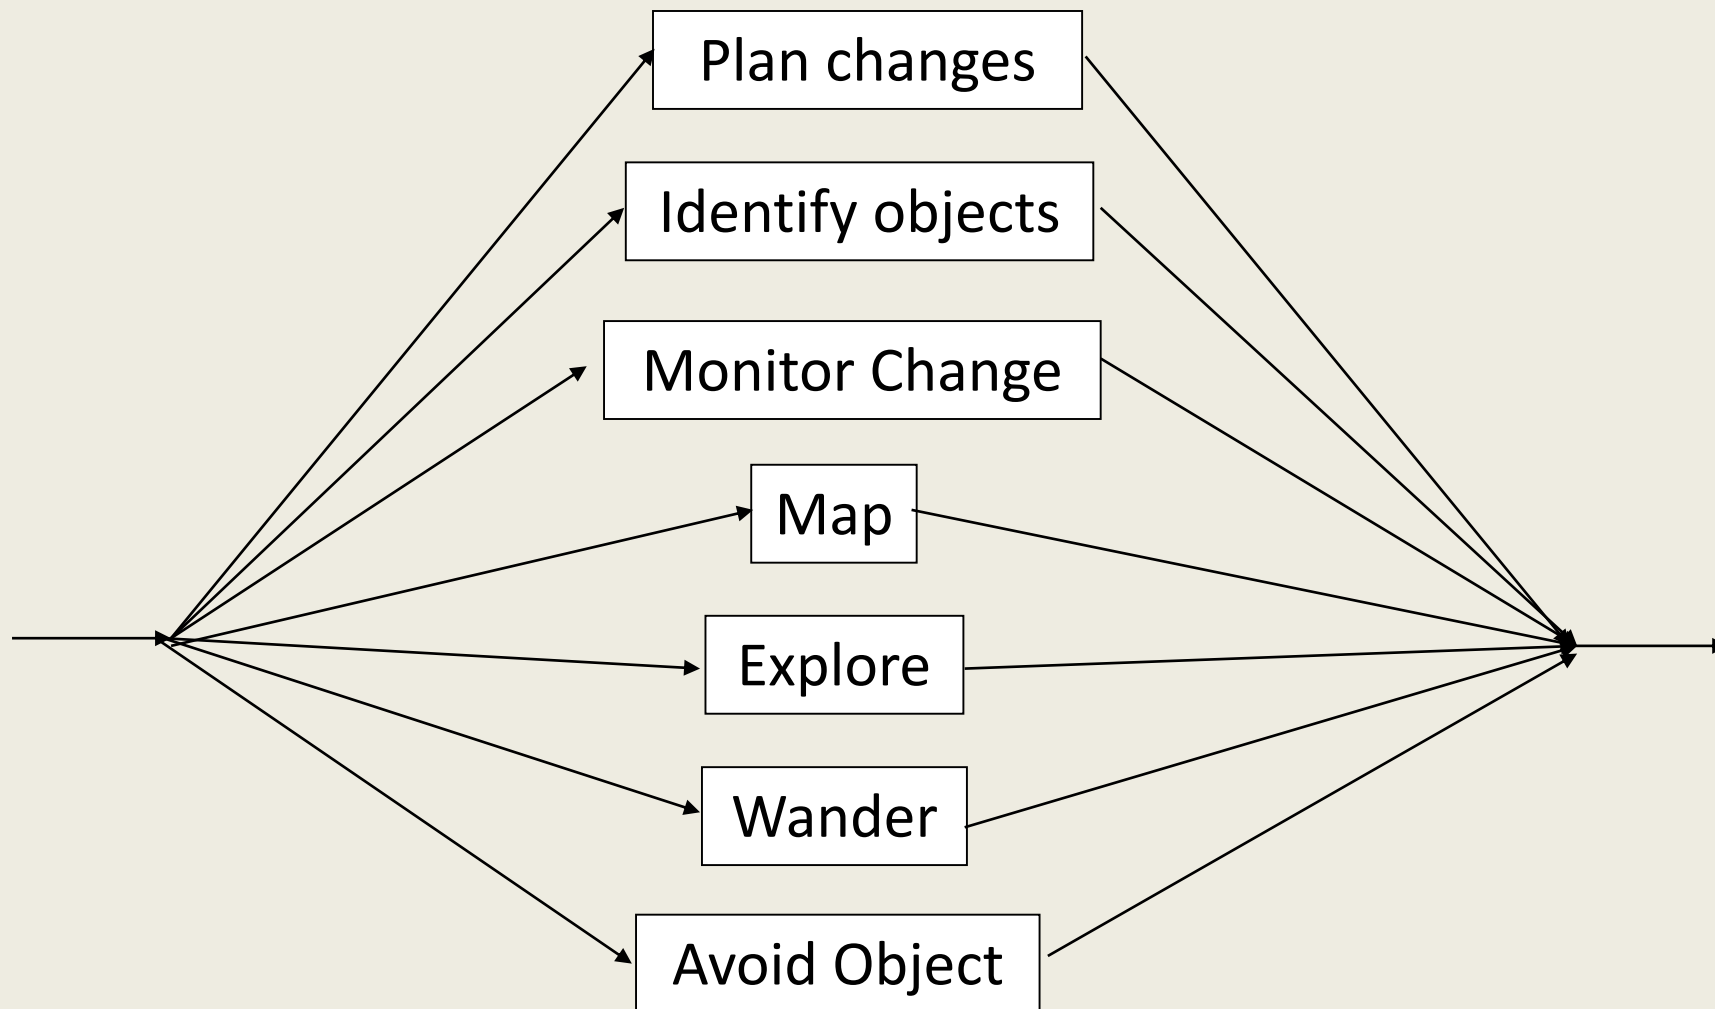 Plan changes
Identify objects
Monitor Change
Map
Explore
Wander
Avoid Object